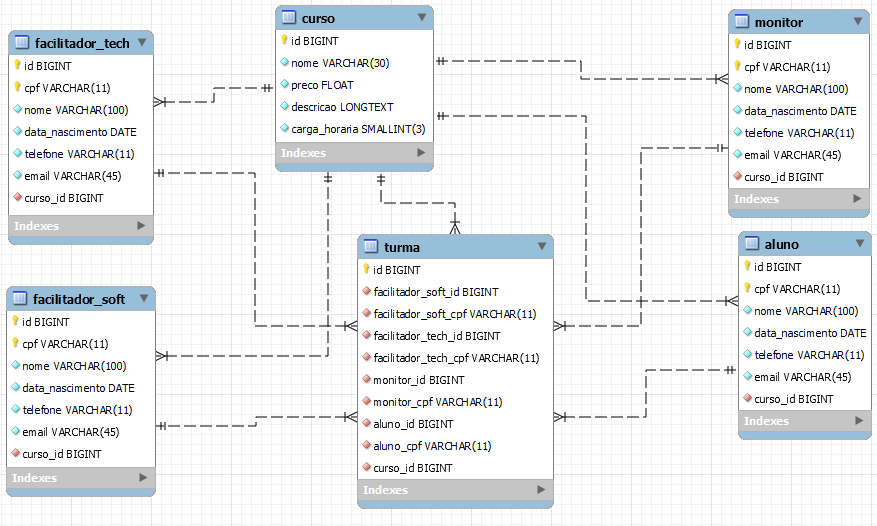 facilitador_tech
id BIGINT
cpf VARCHAR(11)
nome VARCHAR(100)
data_nascimento DATE
telefone VARCHAR(11)
email VARCHAR(45)
curso_id BIGINT
Indexes
curso
id BIGINT
nome VARCHAR(30)
preco FLOAT
descricao LONGTEXT
carga_horaria SMALLINT(3)
Indexes
monitor
id BIGINT
cpf VARCHAR(11)
nome VARCHAR(100)
data_nascimento DATE
telefone VARCHAR(11)
email VARCHAR(45)
curso_id BIGINT
Indexes
facilitador_soft
id BIGINT
cpf VARCHAR(11)
nome VARCHAR(100)
data_nascimento DATE
telefone VARCHAR(11)
email VARCHAR(45)
curso_id BIGINT
Indexes
turma
id BIGINT
facilitador_soft_id BIGINT
facilitador_soft_cpf VARCHAR(11)
facilitador_tech_id BIGINT
facilitador_tech_cpf VARCHAR(11)
monitor_id BIGINT
monitor_cpf VARCHAR(11)
aluno_id BIGINT
aluno_cpf VARCHAR(11)
curso_id BIGINT
Indexes
aluno
id BIGINT
cpf VARCHAR(11)
nome VARCHAR(100)
data_nascimento DATE
telefone VARCHAR(11)
email VARCHAR(45)
curso_id BIGINT
Indexes